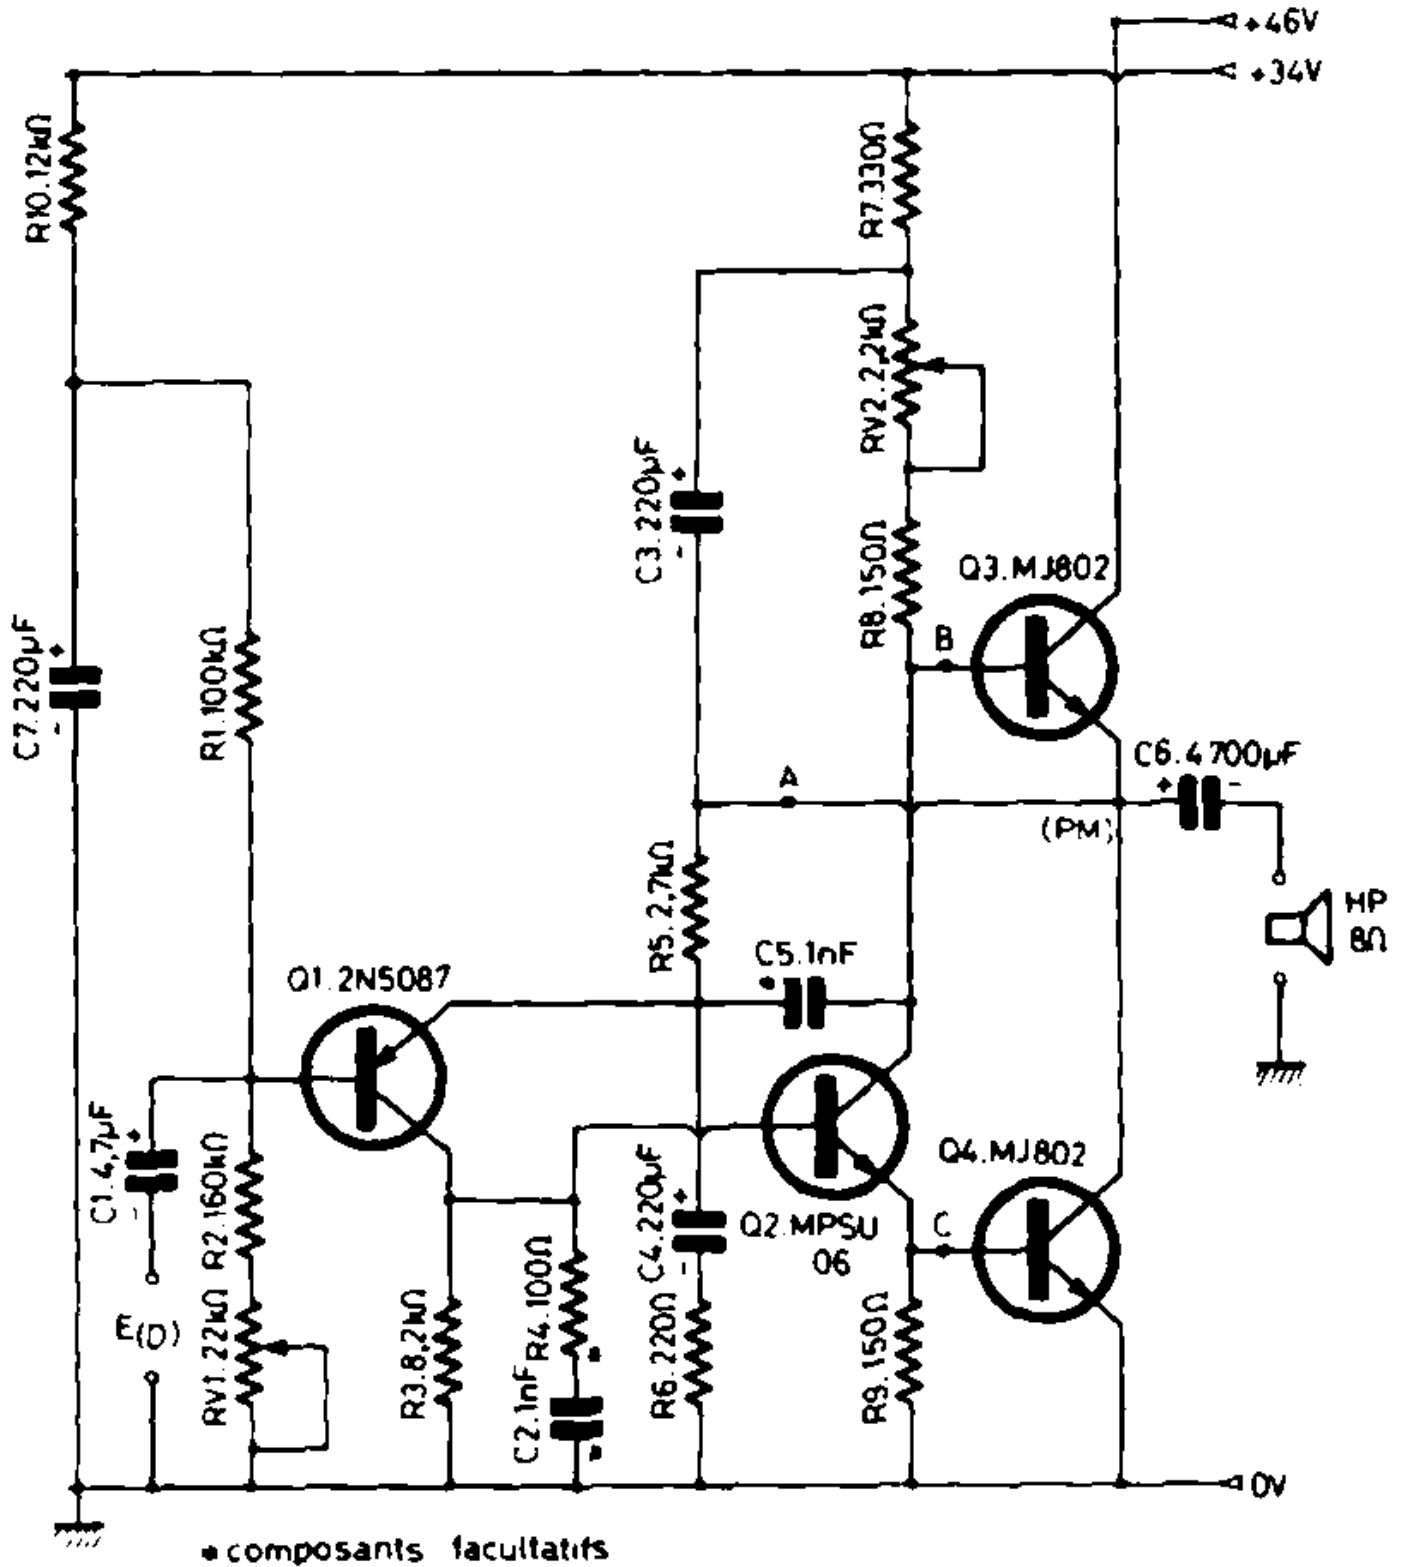 +46V
+34V
R10.12kΩ
R7.330Ω
RV2.2,2kΩ
C3.220µF
+
-
R8.150Ω
Q3.MJ802
B
C7.220µF
+
-
R1.100kΩ
A
C6.4700µF
+ -
(PM)
HP
8Ω
R5.2,7kΩ
C5.1nF
*
Q1.2N5087
C1.4,7µF
+
-
R2.160kΩ
Q4.MJ802
C4.220µF
+
-
Q2.MPSU
06
C
R4.100Ω
*
E(D)
RV1.22kΩ
R3.8,2kΩ
C2.1nF
*
R6.220Ω
R9.150Ω
0V
*composants facultatifs